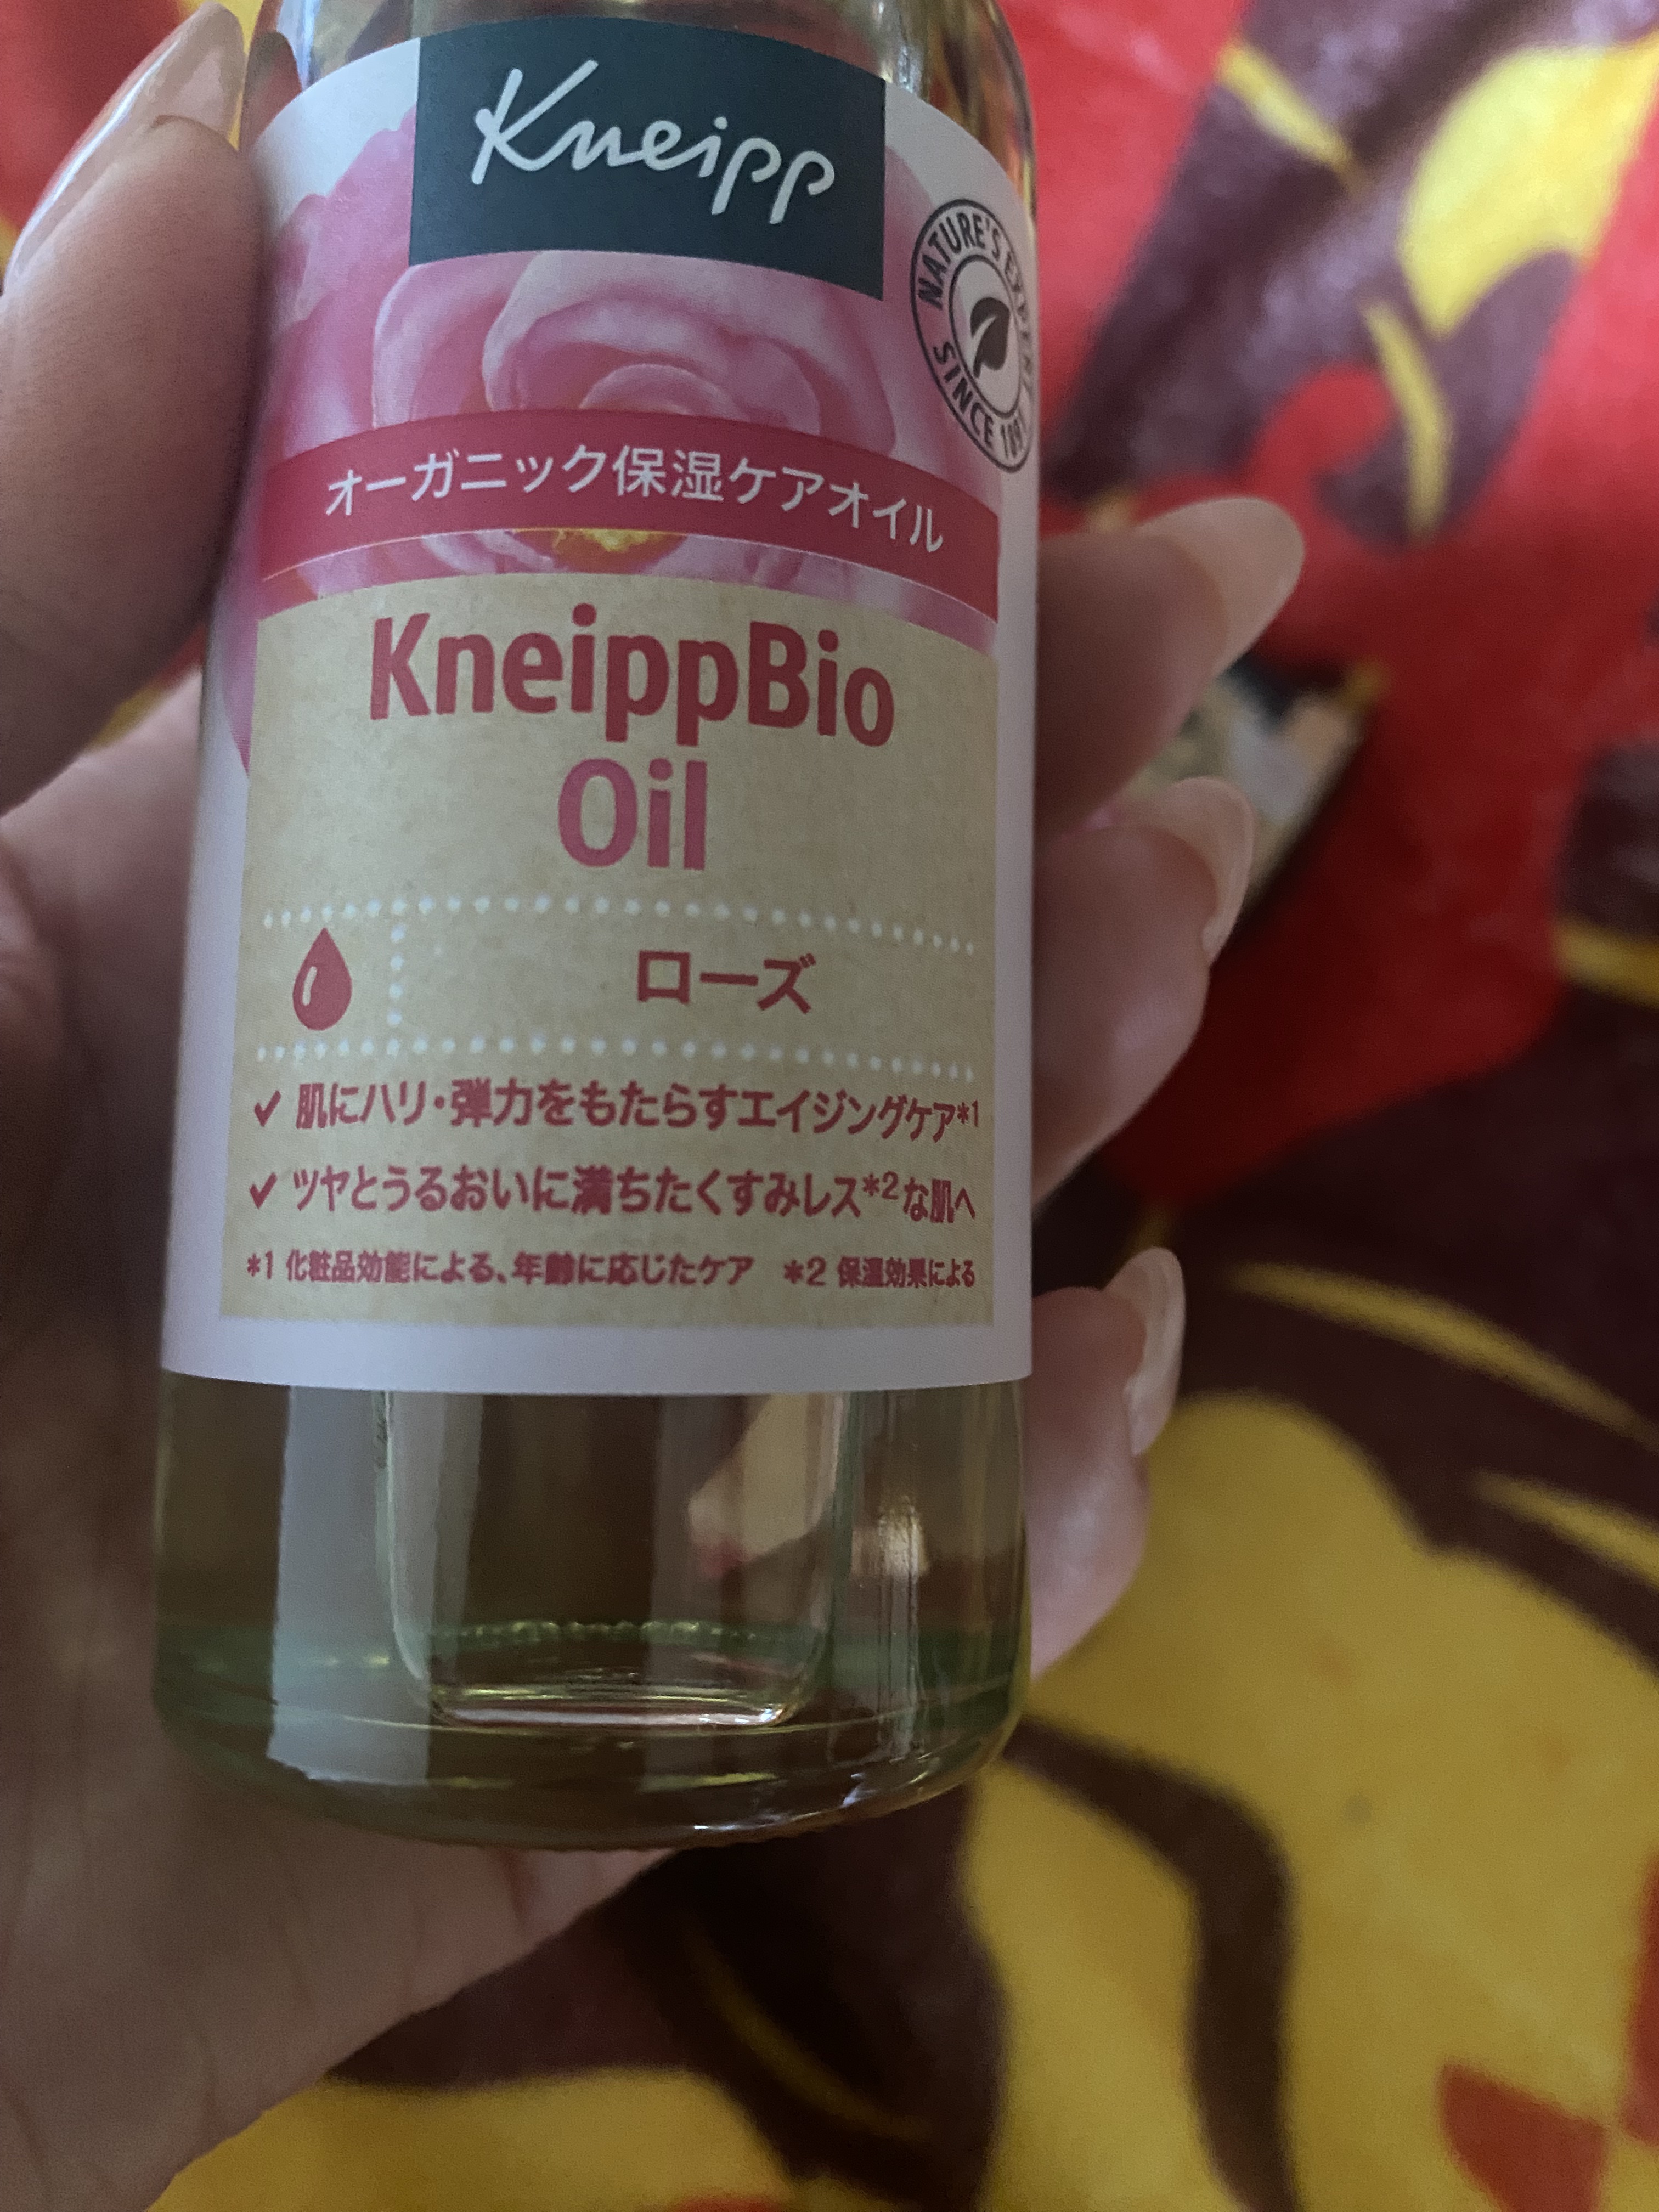 Kneipp
NATURE'S EXPERT
SINCE 189
オーガニック保湿ケアオイル
KneippBio
Oil
ローズ
✓ 肌にハリ・弾力をもたらすエイジングケア*1
✓ ツヤとうるおいに満ちたくすみレス*2な肌へ
*1 化粧品効能による、年齢に応じたケア *2 保湿効果による